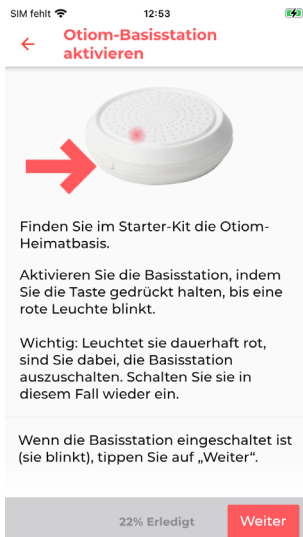 SIM fehlt 12:53
Otiom-Basisstation
aktivieren
Finden Sie im Starter-Kit die Otiom-
Heimatbasis.
Aktivieren Sie die Basisstation, indem
Sie die Taste gedrückt halten, bis eine
rote Leuchte blinkt.
Wichtig: Leuchtet sie dauerhaft rot,
sind Sie dabei, die Basisstation
auszuschalten. Schalten Sie sie in
diesem Fall wieder ein.
Wenn die Basisstation eingeschaltet ist
(sie blinkt), tippen Sie auf „Weiter“.
22% Erledigt
Weiter